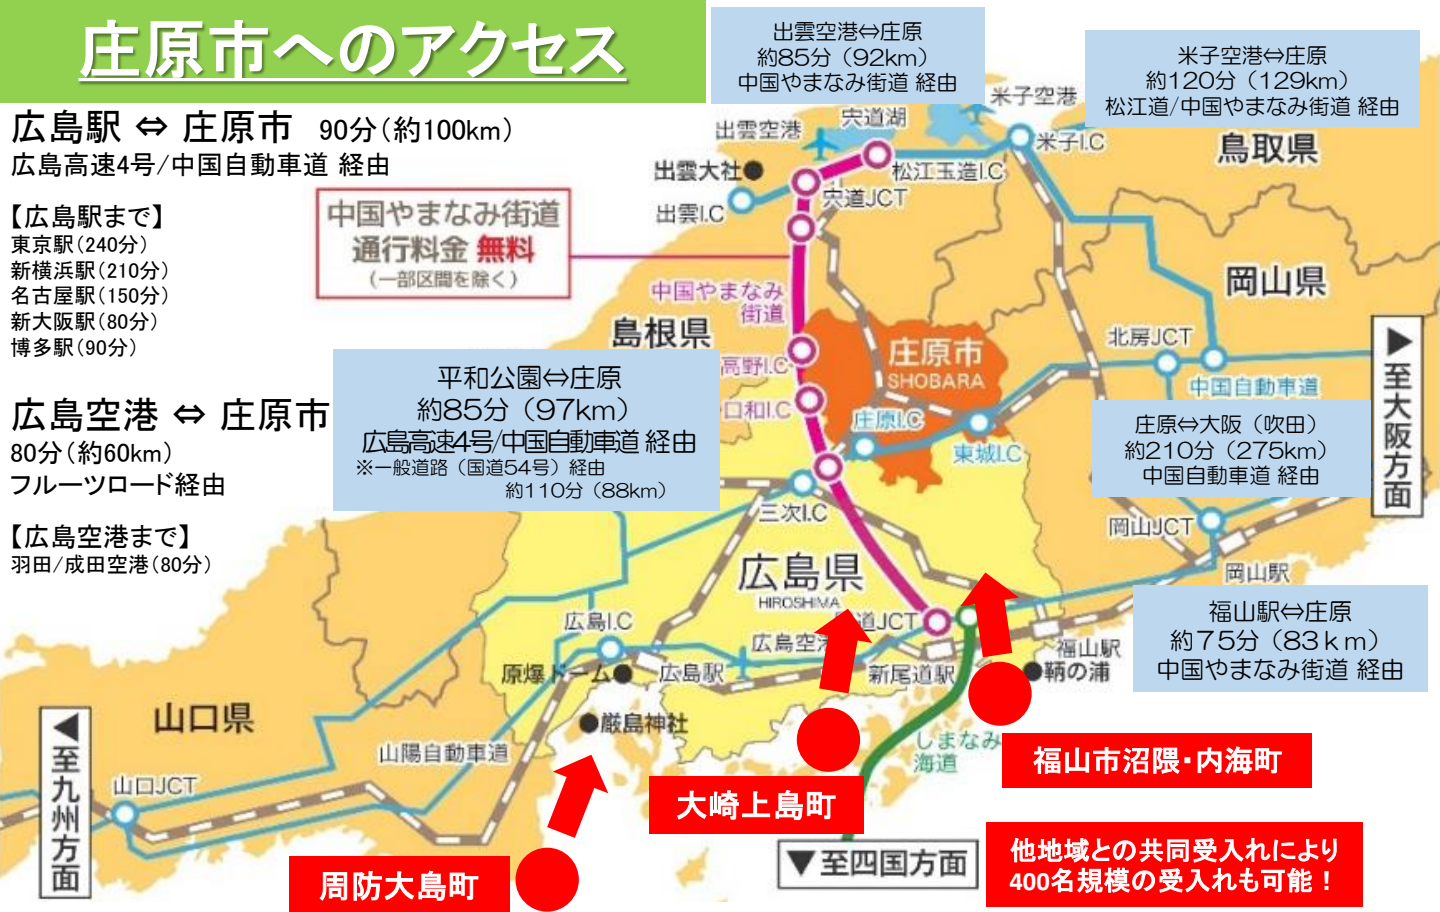 庄原市へのアクセス
広島駅 ⇔ 庄原市 90分(約100km)
広島高速4号/中国自動車道 経由
【広島駅まで】
東京駅(240分)
新横浜駅(210分)
名古屋駅(150分)
新大阪駅(80分)
博多駅(90分)
広島空港 ⇔ 庄原市
80分(約60km)
フルーツロード経由
【広島空港まで】
羽田/成田空港(80分)
出雲空港⇔庄原
約85分（92km）
中国やまなみ街道 経由
米子空港⇔庄原
約120分（129km）
松江道/中国やまなみ街道 経由
中国やまなみ街道
通行料金 無料
(一部区間を除く)
平和公園⇔庄原
約85分（97km）
広島高速4号/中国自動車道 経由
※一般道路（国道54号）経由
約110分（88km）
庄原⇔大阪（吹田）
約210分（275km）
中国自動車道 経由
福山駅⇔庄原
約75分（83ｋｍ）
中国やまなみ街道 経由
米子空港
宍道湖
出雲空港
米子I.C
鳥取県
出雲大社
松江玉造I.C
宍道JCT
出雲I.C
中国やまなみ
街道
島根県
岡山県
北房JCT
庄原市
SHOBARA
高野I.C
口和I.C
庄原I.C
東城I.C
中国自動車道
▶至大阪方面
三次I.C
岡山JCT
岡山駅
広島県
HIROSHIMA
道JCT
広島I.C
広島空
福山駅
原爆ドーム
広島駅
新尾道駅
鞆の浦
厳島神社
山口県
山陽自動車道
しまなみ
海道
山口JCT
◀至九州方面
▼至四国方面
福山市沼隈・内海町
大崎上島町
周防大島町
他地域との共同受入れにより
400名規模の受入れも可能！